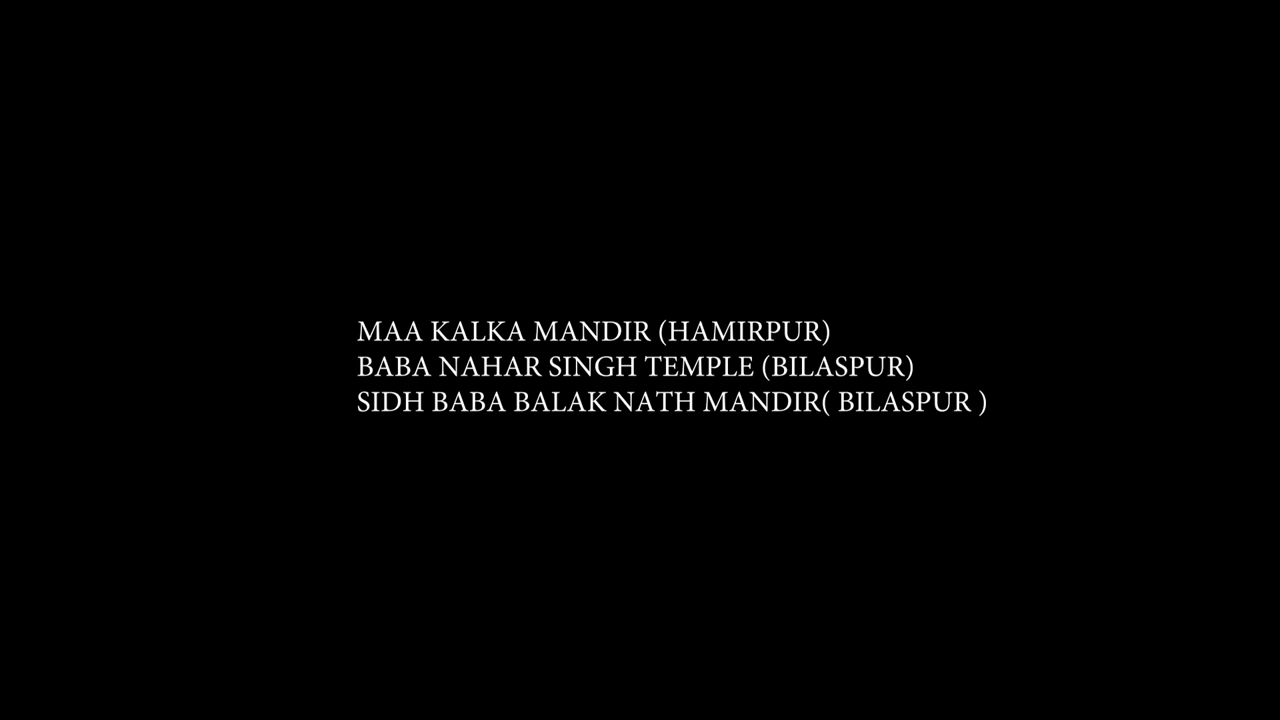 MAA KALKA MANDIR (HAMIRPUR)
BABA NAHAR SINGH TEMPLE (BILASPUR)
SIDH BABA BALAK NATH MANDIR( BILASPUR )